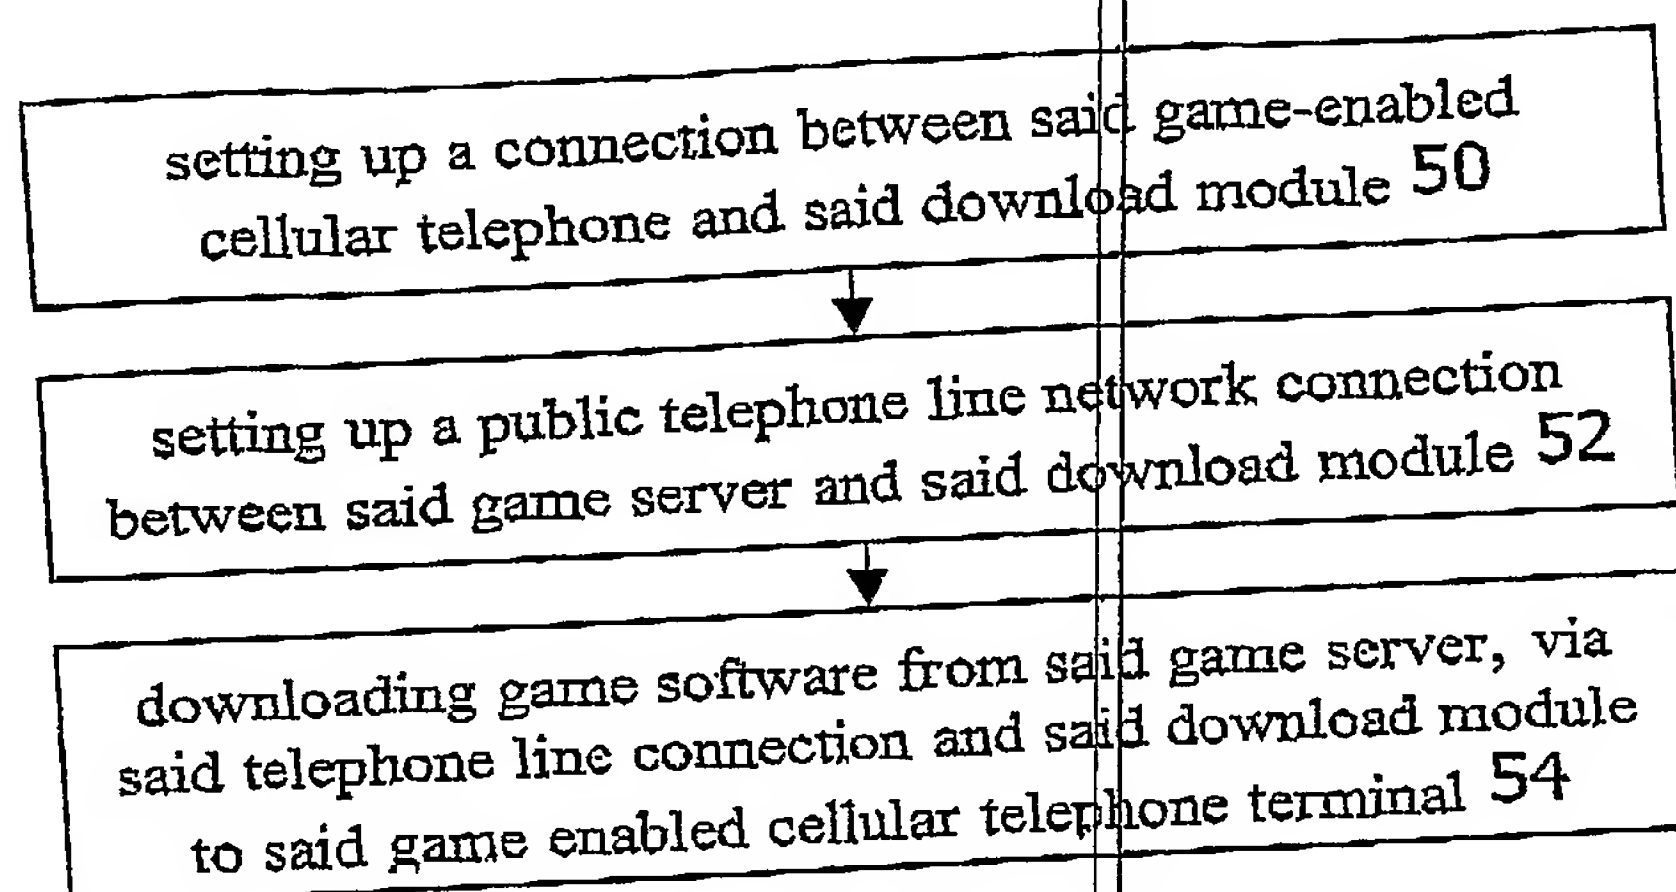 setting up a connection between said game-enabled
cellular telephone and said download module 50
setting up a public telephone line network connection
between said game server and said download module 52
downloading game software from said game server, via
said telephone line connection and said download module
to said game enabled cellular telephone terminal 54